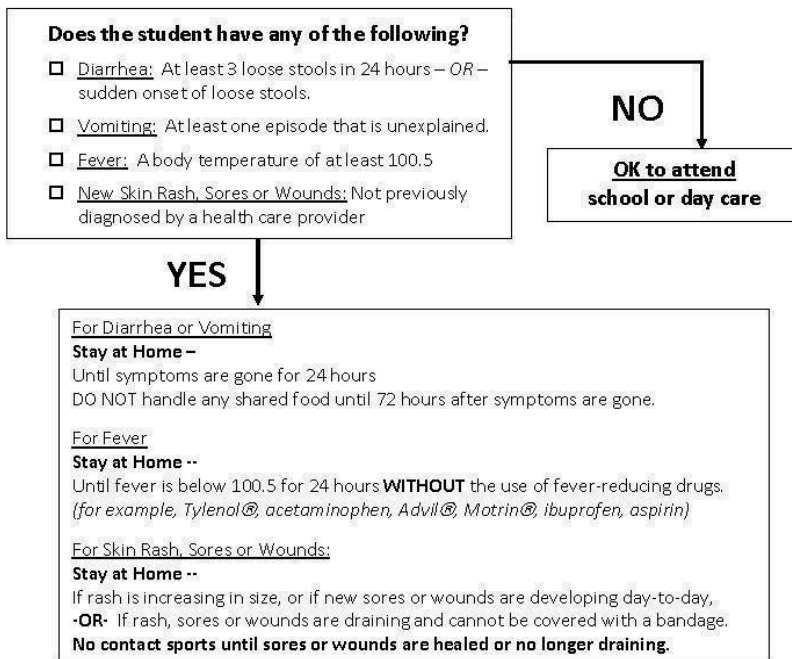 Does the student have any of the following?
Diarrhea: At least 3 loose stools in 24 hours – OR –
sudden onset of loose stools.
Vomiting: At least one episode that is unexplained.
Fever: A body temperature of at least 100.5
New Skin Rash, Sores or Wounds: Not previously
diagnosed by a health care provider
NO
OK to attend
school or day care
YES
For Diarrhea or Vomiting
Stay at Home –
Until symptoms are gone for 24 hours
DO NOT handle any shared food until 72 hours after symptoms are gone.
For Fever
Stay at Home --
Until fever is below 100.5 for 24 hours WITHOUT the use of fever-reducing drugs.
(for example, Tylenol®, acetaminophen, Advil®, Motrin®, ibuprofen, aspirin)
For Skin Rash, Sores or Wounds:
Stay at Home --
If rash is increasing in size, or if new sores or wounds are developing day-to-day,
-OR- If rash, sores or wounds are draining and cannot be covered with a bandage.
No contact sports until sores or wounds are healed or no longer draining.